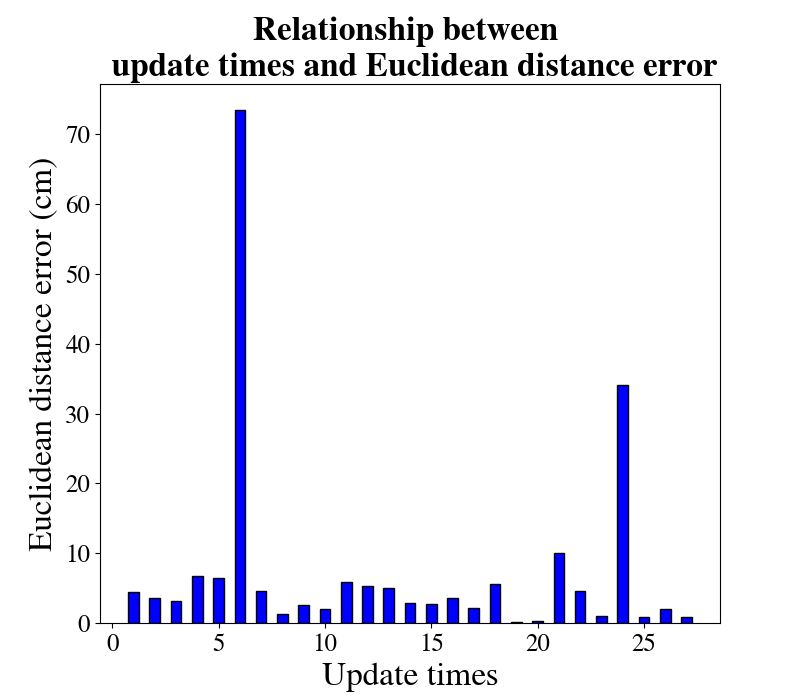 Relationship between
update times and Euclidean distance error
Euclidean distance error (cm)
70
60
50
40
30
20
10
0
0 5 10 15 20 25
Update times